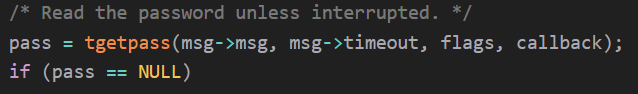 /* Read the password unless interrupted. */
pass = tgetpass(msg->msg, msg->timeout, flags, callback);
if (pass == NULL)